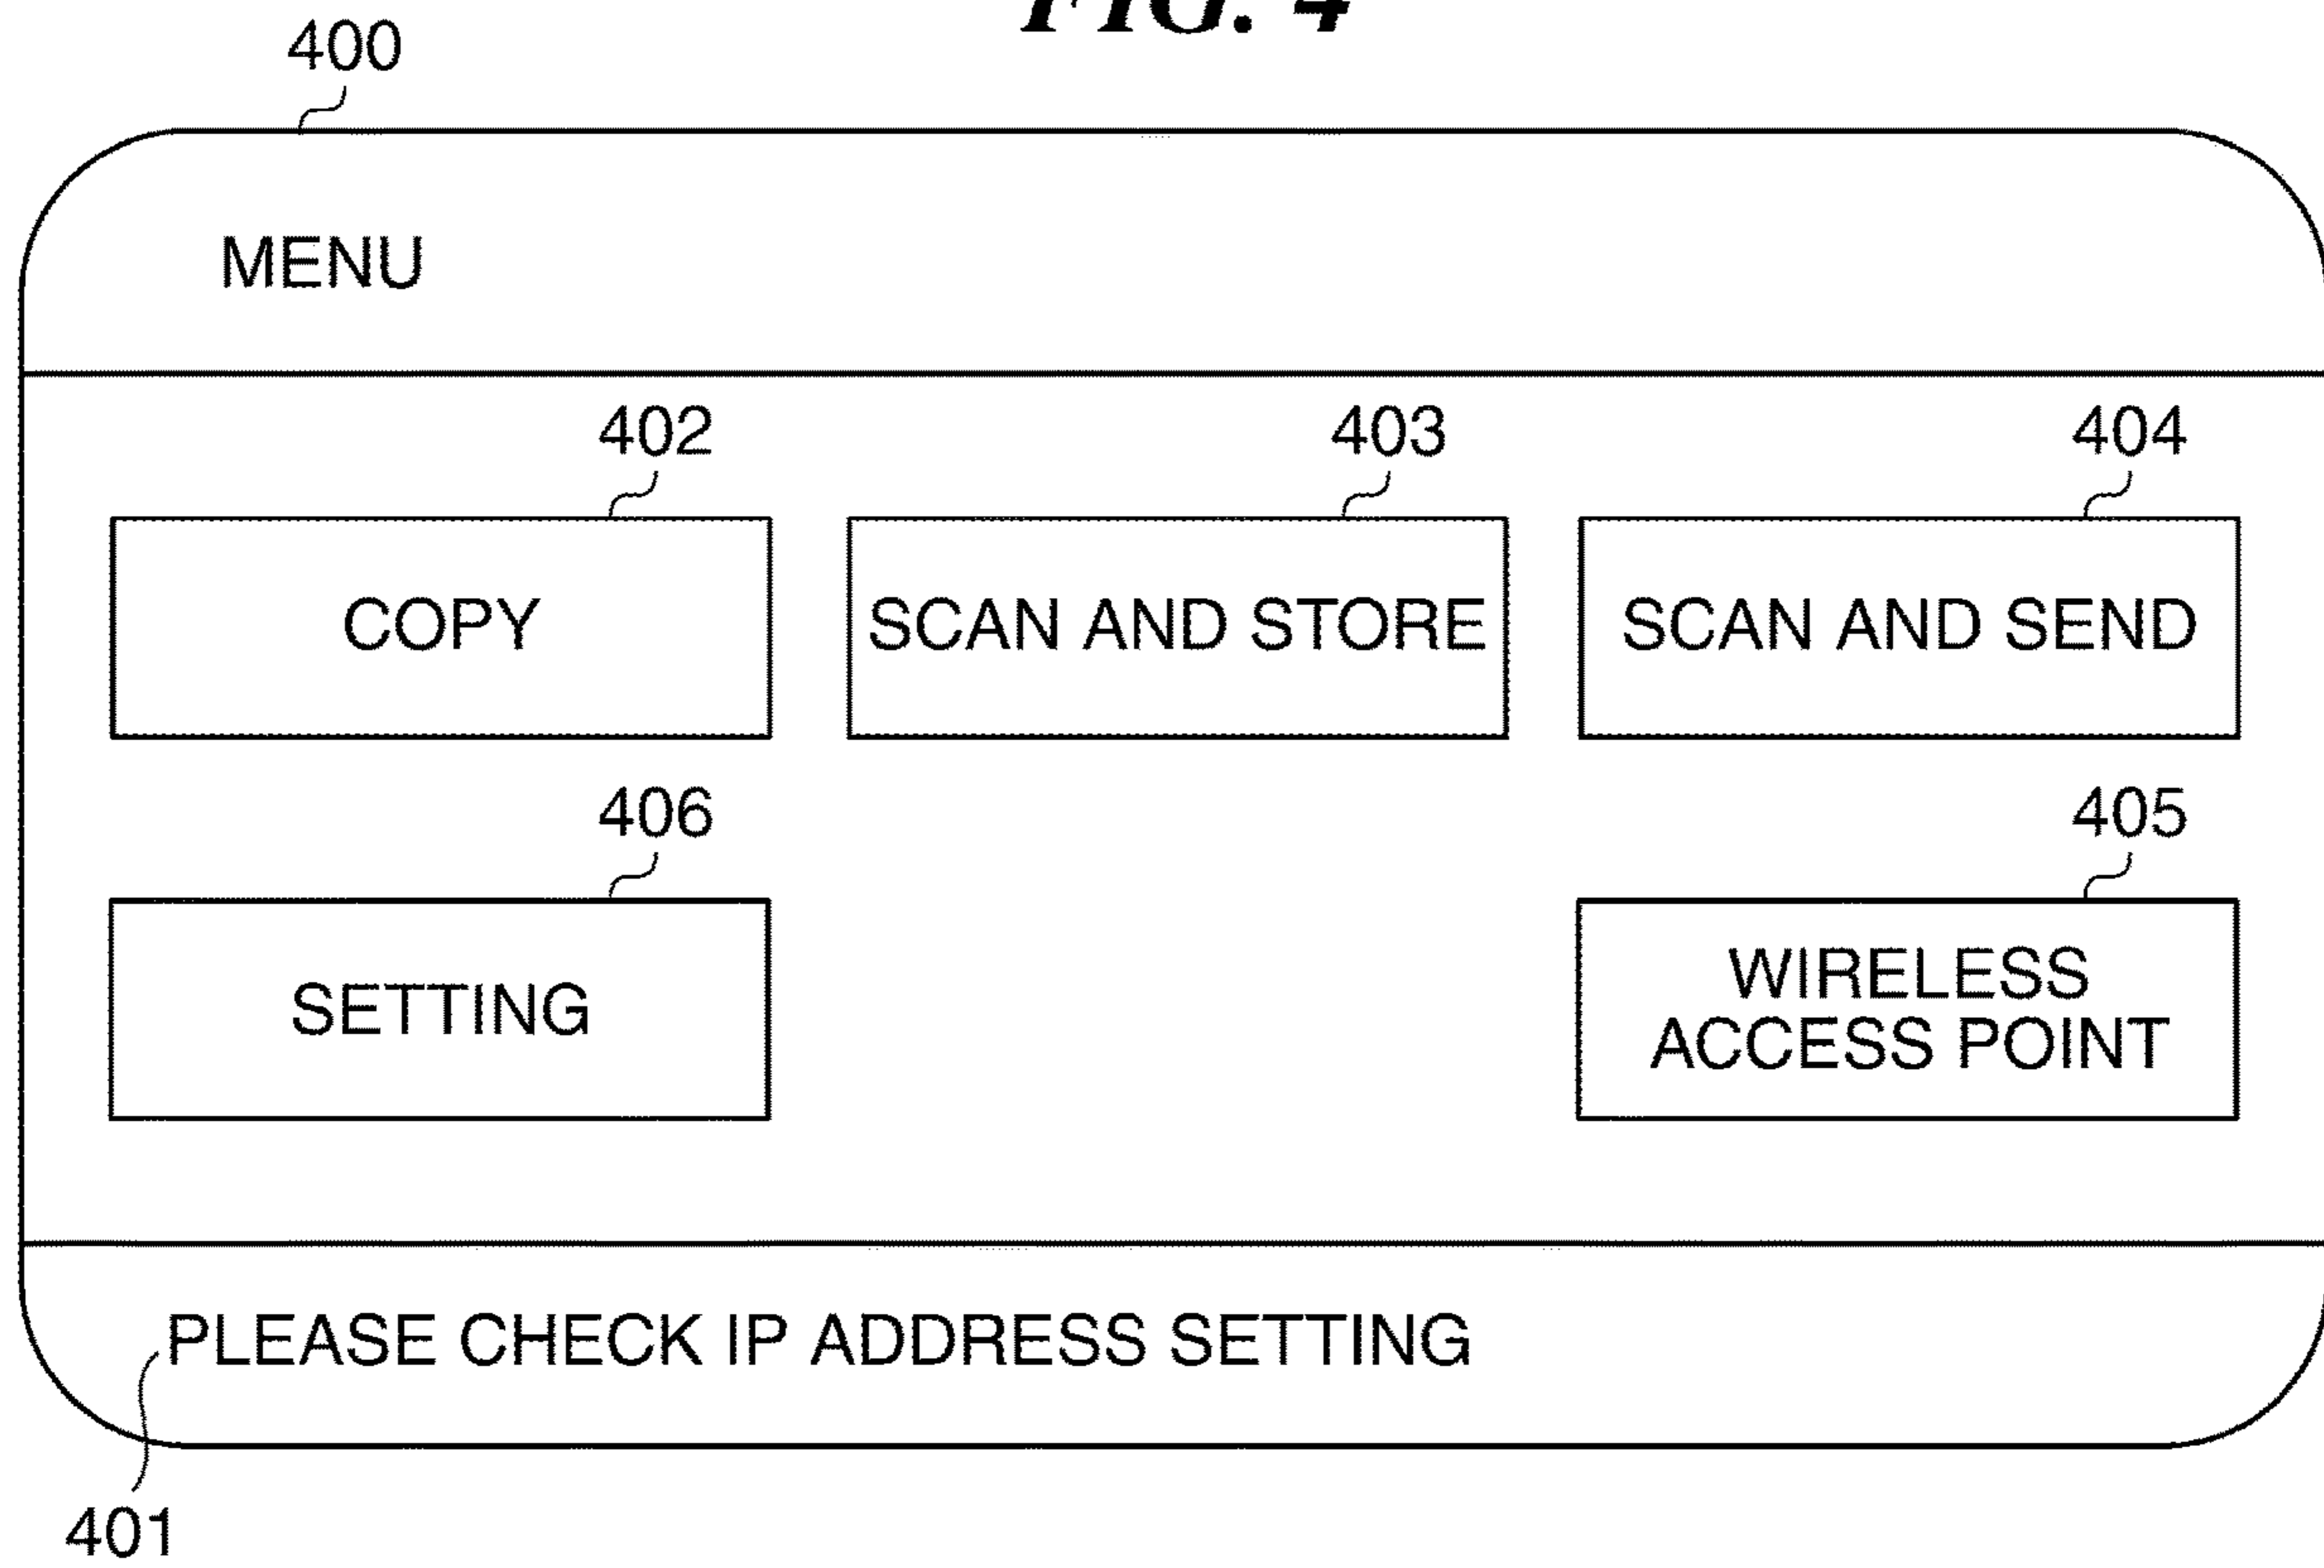 FIG. 4
400
MENU
402
403
404
COPY
SCAN AND STORE
SCAN AND SEND
406
405
SETTING
WIRELESS
ACCESS POINT
PLEASE CHECK IP ADDRESS SETTING
401